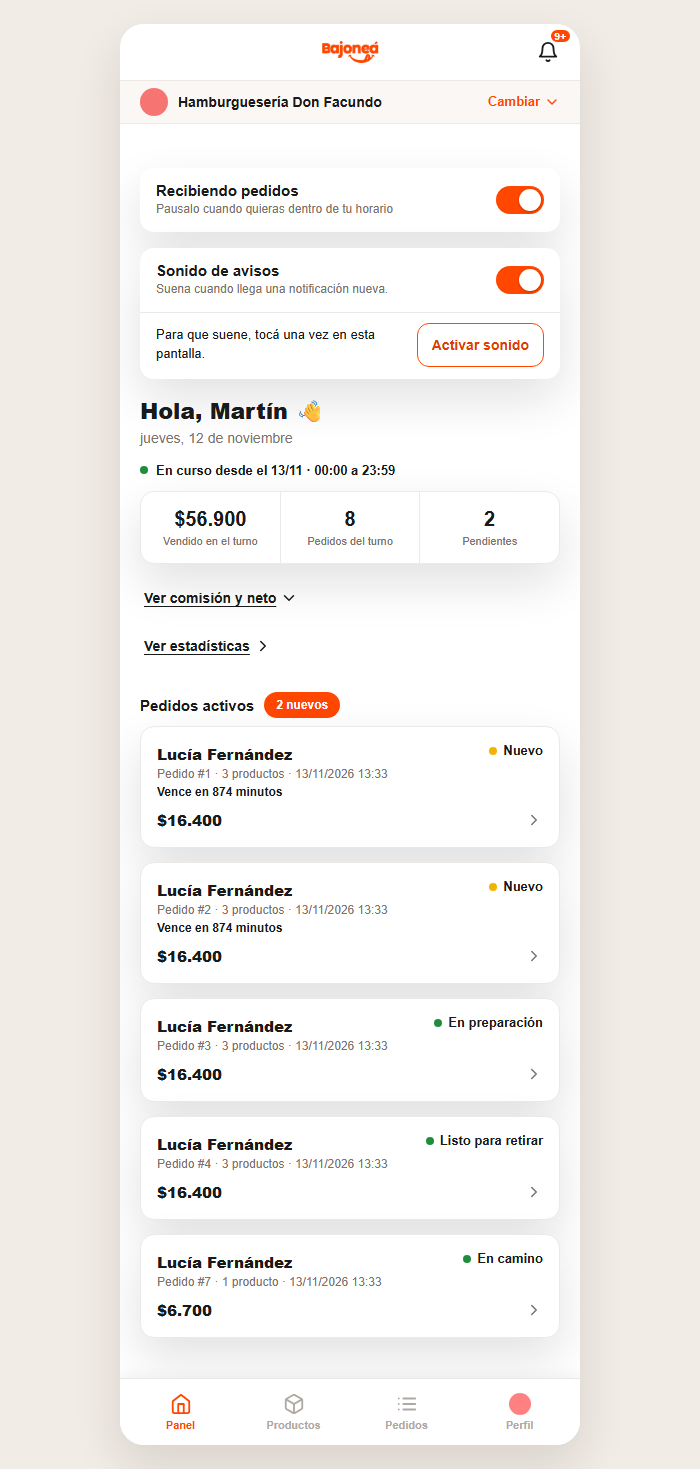 Bajoneá
9+
Hamburguesería Don Facundo
Cambiar
Recibiendo pedidos
Pausalo cuando quieras dentro de tu horario
Sonido de avisos
Suena cuando llega una notificación nueva.
Para que suene, tocá una vez en esta
pantalla.
Activar sonido
Hola, Martín 👋
jueves, 12 de noviembre
En curso desde el 13/11 · 00:00 a 23:59
$56.900
Vendido en el turno
8
Pedidos del turno
2
Pendientes
Ver comisión y neto
Ver estadísticas
Pedidos activos
2 nuevos
Lucía Fernández
Nuevo
Pedido #1 · 3 productos · 13/11/2026 13:33
Vence en 874 minutos
$16.400
Lucía Fernández
Nuevo
Pedido #2 · 3 productos · 13/11/2026 13:33
Vence en 874 minutos
$16.400
Lucía Fernández
En preparación
Pedido #3 · 3 productos · 13/11/2026 13:33
$16.400
Lucía Fernández
Listo para retirar
Pedido #4 · 3 productos · 13/11/2026 13:33
$16.400
Lucía Fernández
En camino
Pedido #7 · 1 producto · 13/11/2026 13:33
$6.700
Panel
Productos
Pedidos
Perfil